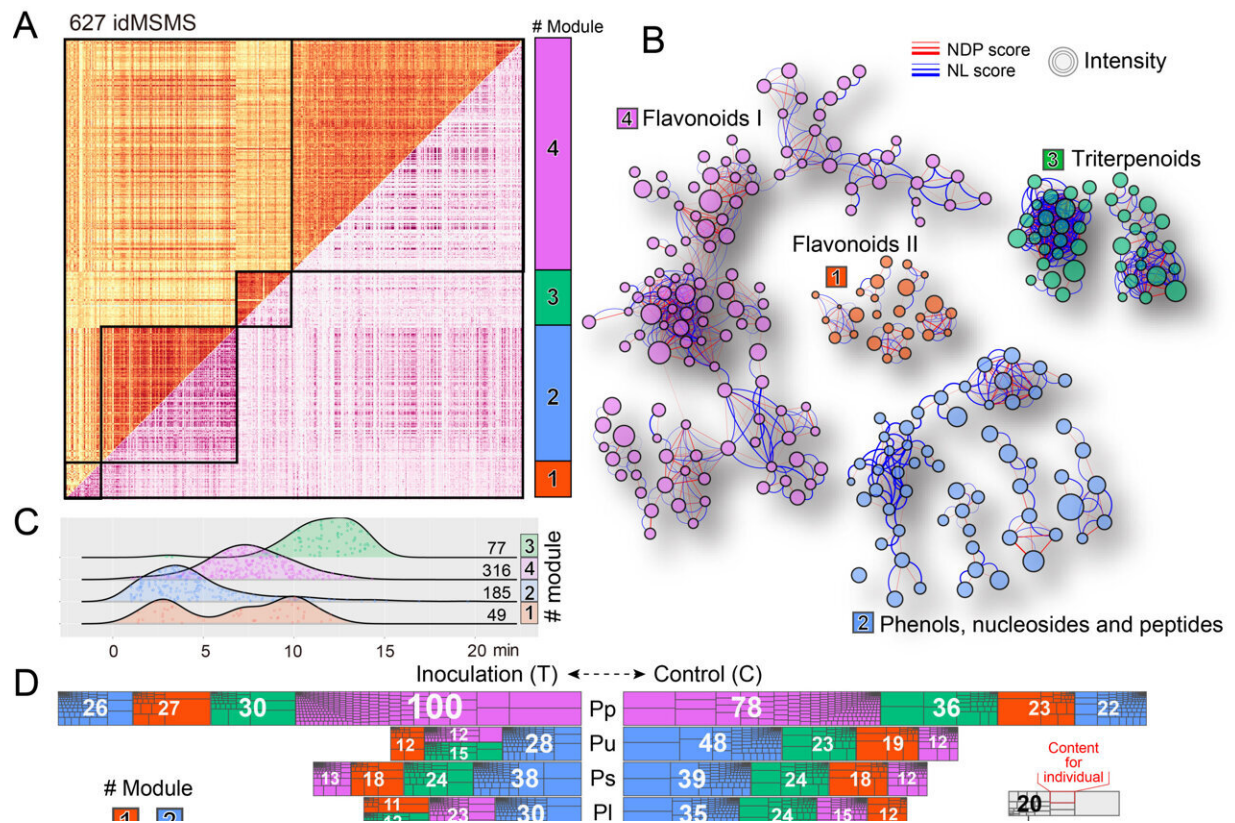 A
627 idMSMS
# Module
4
3
2
1
B
NDP score
NL score
Intensity
4 Flavonoids I
3 Triterpenoids
Flavonoids II
1
2 Phenols, nucleosides and peptides
C
77 3
316 4
185 2
49 1
# module
0 5 10 15 20 min
D
Inoculation (T) Control (C)
26 27 30 100 Pp 78 36 23 22
12 12 15 28 Pu 48 23 19 12
13 18 24 38 Ps 39 24 18 12
11 23 30 Pl 35 24 15 12
# Module
1 2
Content
for
individual
20